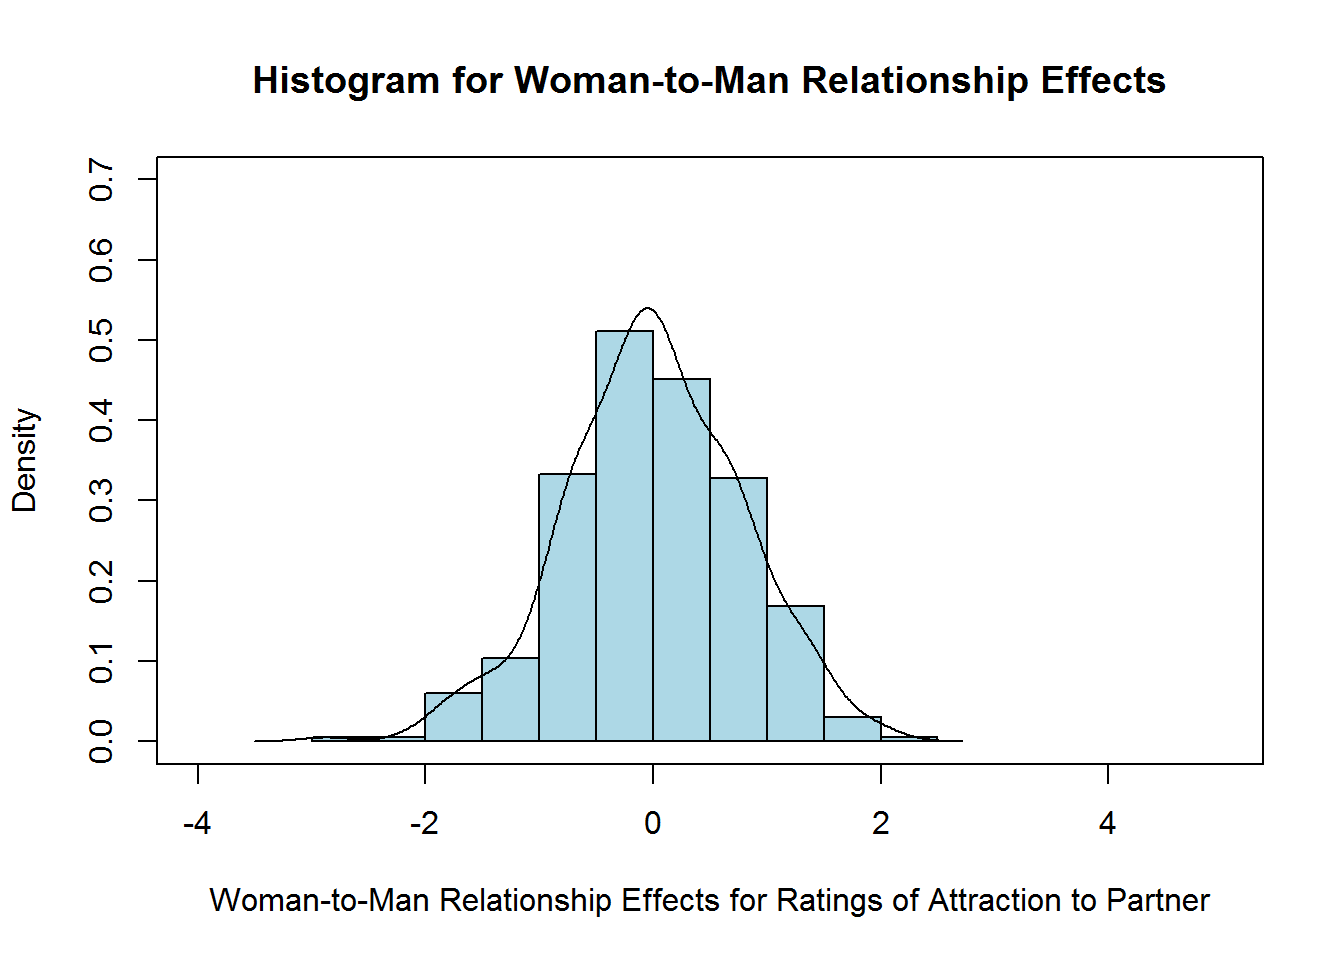 Histogram for Woman-to-Man Relationship Effects
Density
0.7
0.6
0.5
0.4
0.3
0.2
0.1
0.0
-4 -2 0 2 4
Woman-to-Man Relationship Effects for Ratings of Attraction to Partner